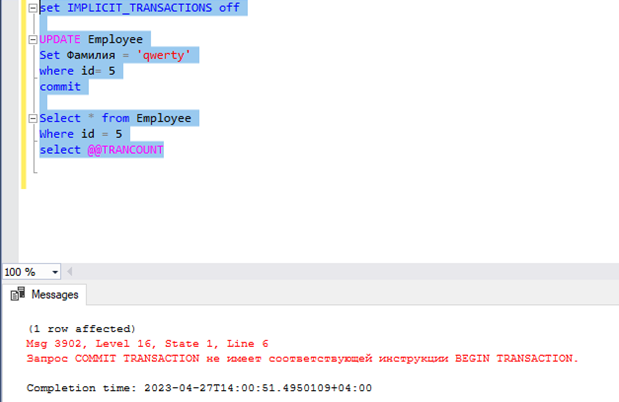 set IMPLICIT_TRANSACTIONS off
UPDATE Employee
Set Фамилия = 'qwerty'
where id= 5
commit
Select * from Employee
Where id = 5
select @@TRANCOUNT
100 %
Messages
(1 row affected)
Msg 3902, Level 16, State 1, Line 6
Запрос COMMIT TRANSACTION не имеет соответствующей инструкции BEGIN TRANSACTION.
Completion time: 2023-04-27T14:00:51.4950109+04:00